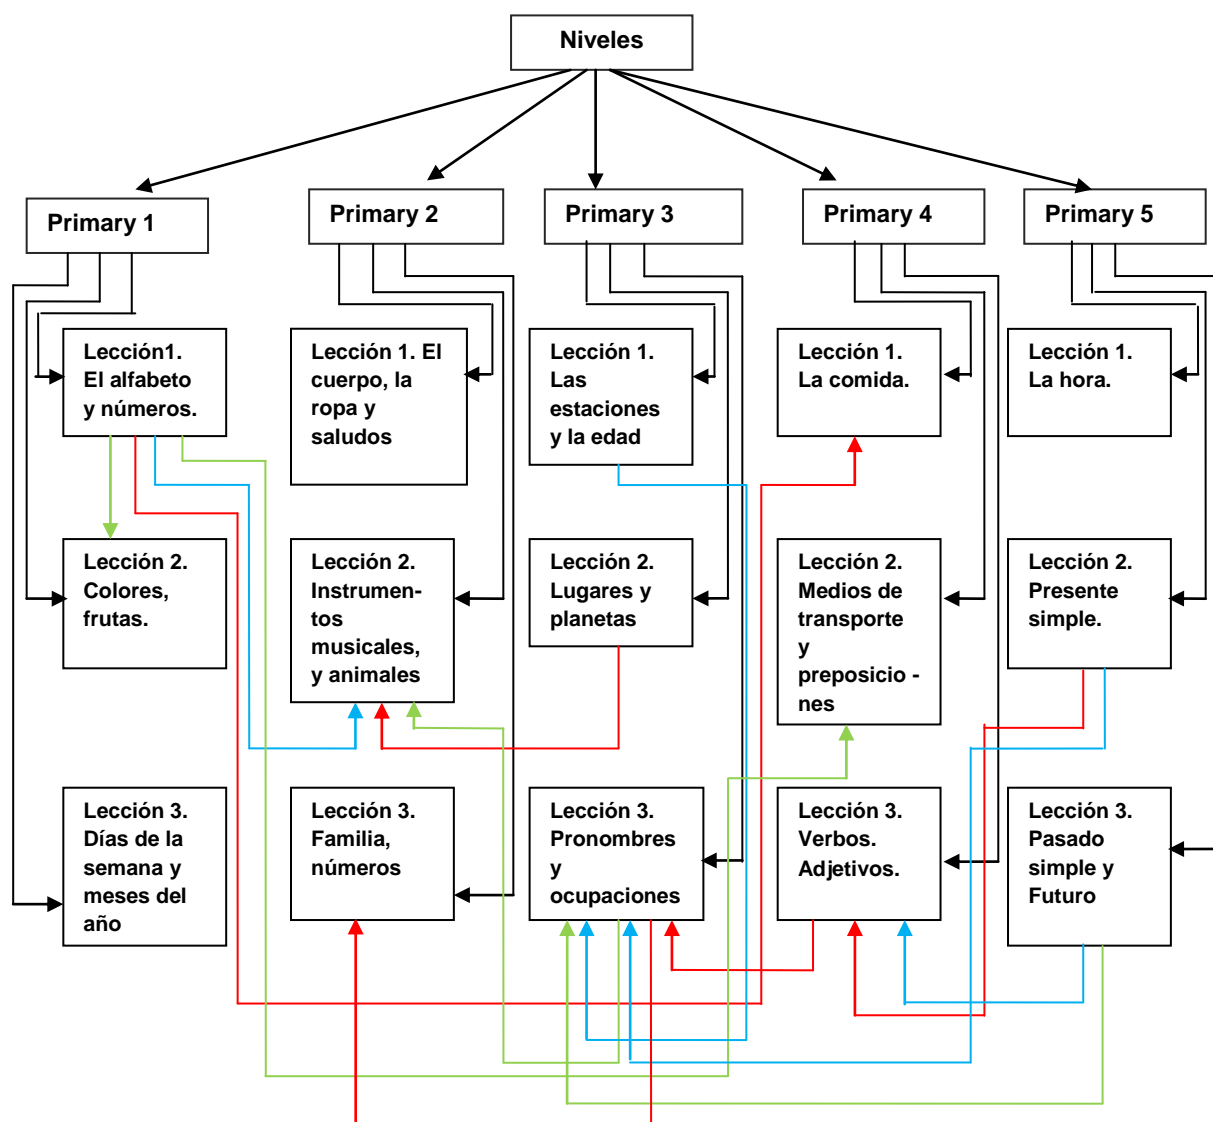 Niveles
Primary 1
Primary 2
Primary 3
Primary 4
Primary 5
Lección1.
El alfabeto
y números.
Lección 1. El
cuerpo, la
ropa y
saludos
Lección 1.
Las
estaciones
y la edad
Lección 1.
La comida.
Lección 1.
La hora.
Lección 2.
Colores,
frutas.
Lección 2.
Instrumen-
tos
musicales,
y animales
Lección 2.
Lugares y
planetas
Lección 2.
Medios de
transporte
y
preposicio -
nes
Lección 2.
Presente
simple.
Lección 3.
Días de la
semana y
meses del
año
Lección 3.
Familia,
números
Lección 3.
Pronombres
y
ocupaciones
Lección 3.
Verbos.
Adjetivos.
Lección 3.
Pasado
simple y
Futuro